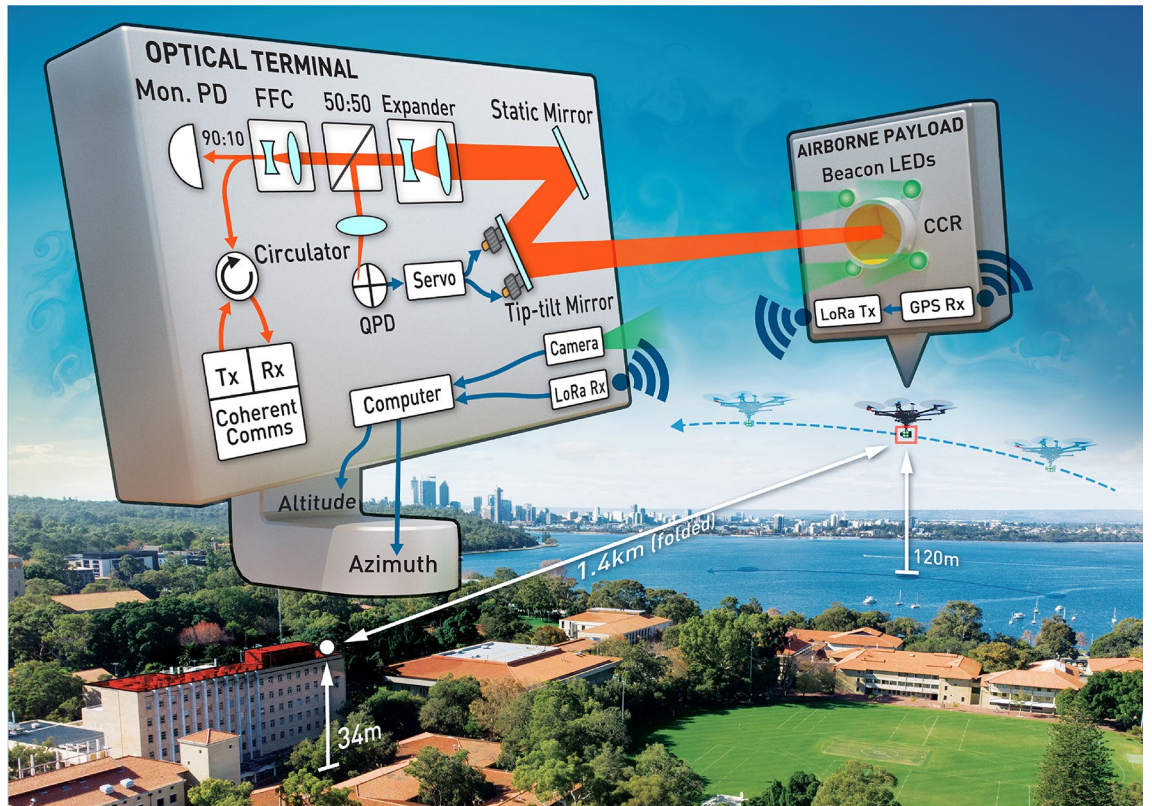 OPTICAL TERMINAL
Mon. PD
FFC
50:50
Expander
Static Mirror
90:10
Circulator
Servo
QPD
Tip-tilt Mirror
Camera
LoRa Rx
Computer
Tx
Rx
Coherent
Comms
Altitude
Azimuth
AIRBORNE PAYLOAD
Beacon LEDs
CCR
LoRa Tx
GPS Rx
1.4km (folded)
120m
34m